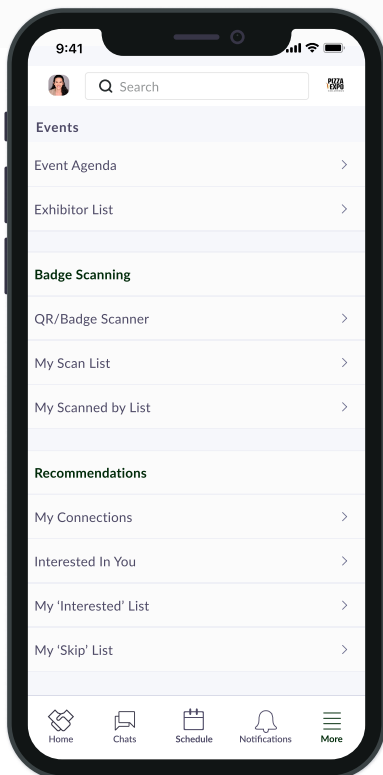 9:41
Search
PIZZA
EXPO
Events
Event Agenda
Exhibitor List
Badge Scanning
QR/Badge Scanner
My Scan List
My Scanned by List
Recommendations
My Connections
Interested In You
My ‘Interested’ List
My ‘Skip’ List
Home Chats Schedule Notifications More